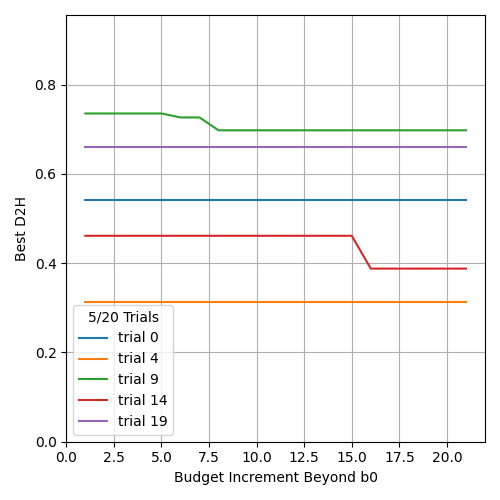 0.8
0.6
0.4
0.2
0.0
Best D2H
5/20 Trials
trial 0
trial 4
trial 9
trial 14
trial 19
0.0 2.5 5.0 7.5 10.0 12.5 15.0 17.5 20.0
Budget Increment Beyond b0